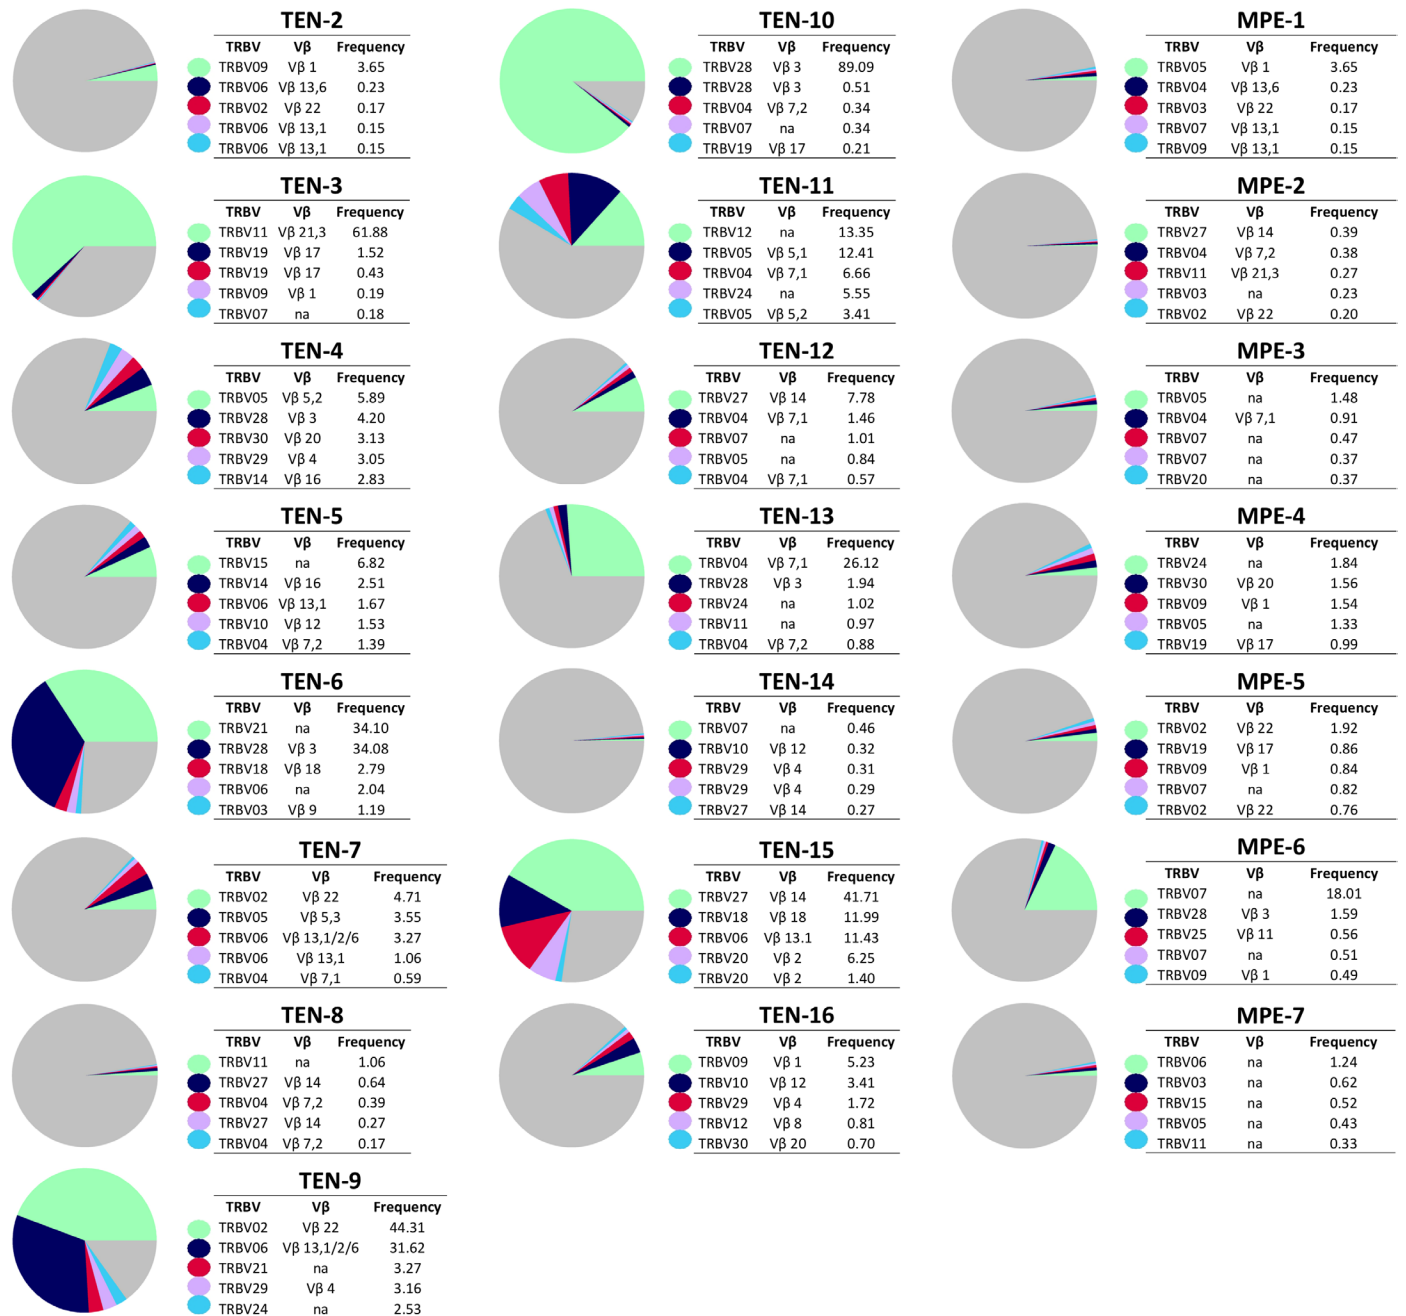 TEN-2
TRBV Vβ Frequency
TRBV09 Vβ 1 3.65
TRBV06 Vβ 13,6 0.23
TRBV02 Vβ 22 0.17
TRBV06 Vβ 13,1 0.15
TRBV06 Vβ 13,1 0.15
TEN-3
TRBV Vβ Frequency
TRBV11 Vβ 21,3 61.88
TRBV19 Vβ 17 1.52
TRBV19 Vβ 17 0.43
TRBV09 Vβ 1 0.19
TRBV07 na 0.18
TEN-4
TRBV Vβ Frequency
TRBV05 Vβ 5,2 5.89
TRBV28 Vβ 3 4.20
TRBV30 Vβ 20 3.13
TRBV29 Vβ 4 3.05
TRBV14 Vβ 16 2.83
TEN-5
TRBV Vβ Frequency
TRBV15 na 6.82
TRBV14 Vβ 16 2.51
TRBV06 Vβ 13,1 1.67
TRBV10 Vβ 12 1.53
TRBV04 Vβ 7,2 1.39
TEN-6
TRBV Vβ Frequency
TRBV21 na 34.10
TRBV28 Vβ 3 34.08
TRBV18 Vβ 18 2.79
TRBV06 na 2.04
TRBV03 Vβ 9 1.19
TEN-7
TRBV Vβ Frequency
TRBV02 Vβ 22 4.71
TRBV05 Vβ 5,3 3.55
TRBV06 Vβ 13,1/2/6 3.27
TRBV06 Vβ 13,1 1.06
TRBV04 Vβ 7,1 0.59
TEN-8
TRBV Vβ Frequency
TRBV11 na 1.06
TRBV27 Vβ 14 0.64
TRBV04 Vβ 7,2 0.39
TRBV27 Vβ 14 0.27
TRBV04 Vβ 7,2 0.17
TEN-9
TRBV Vβ Frequency
TRBV02 Vβ 22 44.31
TRBV06 Vβ 13,1/2/6 31.62
TRBV21 na 3.27
TRBV29 Vβ 4 3.16
TRBV24 na 2.53
TEN-10
TRBV Vβ Frequency
TRBV28 Vβ 3 89.09
TRBV28 Vβ 3 0.51
TRBV04 Vβ 7,2 0.34
TRBV07 na 0.34
TRBV19 Vβ 17 0.21
TEN-11
TRBV Vβ Frequency
TRBV12 na 13.35
TRBV05 Vβ 5,1 12.41
TRBV04 Vβ 7,1 6.66
TRBV24 na 5.55
TRBV05 Vβ 5,2 3.41
TEN-12
TRBV Vβ Frequency
TRBV27 Vβ 14 7.78
TRBV04 Vβ 7,1 1.46
TRBV07 na 1.01
TRBV05 na 0.84
TRBV04 Vβ 7,1 0.57
TEN-13
TRBV Vβ Frequency
TRBV04 Vβ 7,1 26.12
TRBV28 Vβ 3 1.94
TRBV24 na 1.02
TRBV11 na 0.97
TRBV04 Vβ 7,2 0.88
TEN-14
TRBV Vβ Frequency
TRBV07 na 0.46
TRBV10 Vβ 12 0.32
TRBV29 Vβ 4 0.31
TRBV29 Vβ 4 0.29
TRBV27 Vβ 14 0.27
TEN-15
TRBV Vβ Frequency
TRBV27 Vβ 14 41.71
TRBV18 Vβ 18 11.99
TRBV06 Vβ 13.1 11.43
TRBV20 Vβ 2 6.25
TRBV20 Vβ 2 1.40
TEN-16
TRBV Vβ Frequency
TRBV09 Vβ 1 5.23
TRBV10 Vβ 12 3.41
TRBV29 Vβ 4 1.72
TRBV12 Vβ 8 0.81
TRBV30 Vβ 20 0.70
MPE-1
TRBV Vβ Frequency
TRBV05 Vβ 1 3.65
TRBV04 Vβ 13,6 0.23
TRBV03 Vβ 22 0.17
TRBV07 Vβ 13,1 0.15
TRBV09 Vβ 13,1 0.15
MPE-2
TRBV Vβ Frequency
TRBV27 Vβ 14 0.39
TRBV04 Vβ 7,2 0.38
TRBV11 Vβ 21,3 0.27
TRBV03 na 0.23
TRBV02 Vβ 22 0.20
MPE-3
TRBV Vβ Frequency
TRBV05 na 1.48
TRBV04 Vβ 7,1 0.91
TRBV07 na 0.47
TRBV07 na 0.37
TRBV20 na 0.37
MPE-4
TRBV Vβ Frequency
TRBV24 na 1.84
TRBV30 Vβ 20 1.56
TRBV09 Vβ 1 1.54
TRBV05 na 1.33
TRBV19 Vβ 17 0.99
MPE-5
TRBV Vβ Frequency
TRBV02 Vβ 22 1.92
TRBV19 Vβ 17 0.86
TRBV09 Vβ 1 0.84
TRBV07 na 0.82
TRBV02 Vβ 22 0.76
MPE-6
TRBV Vβ Frequency
TRBV07 na 18.01
TRBV28 Vβ 3 1.59
TRBV25 Vβ 11 0.56
TRBV07 na 0.51
TRBV09 Vβ 1 0.49
MPE-7
TRBV Vβ Frequency
TRBV06 na 1.24
TRBV03 na 0.62
TRBV15 na 0.52
TRBV05 na 0.43
TRBV11 na 0.33